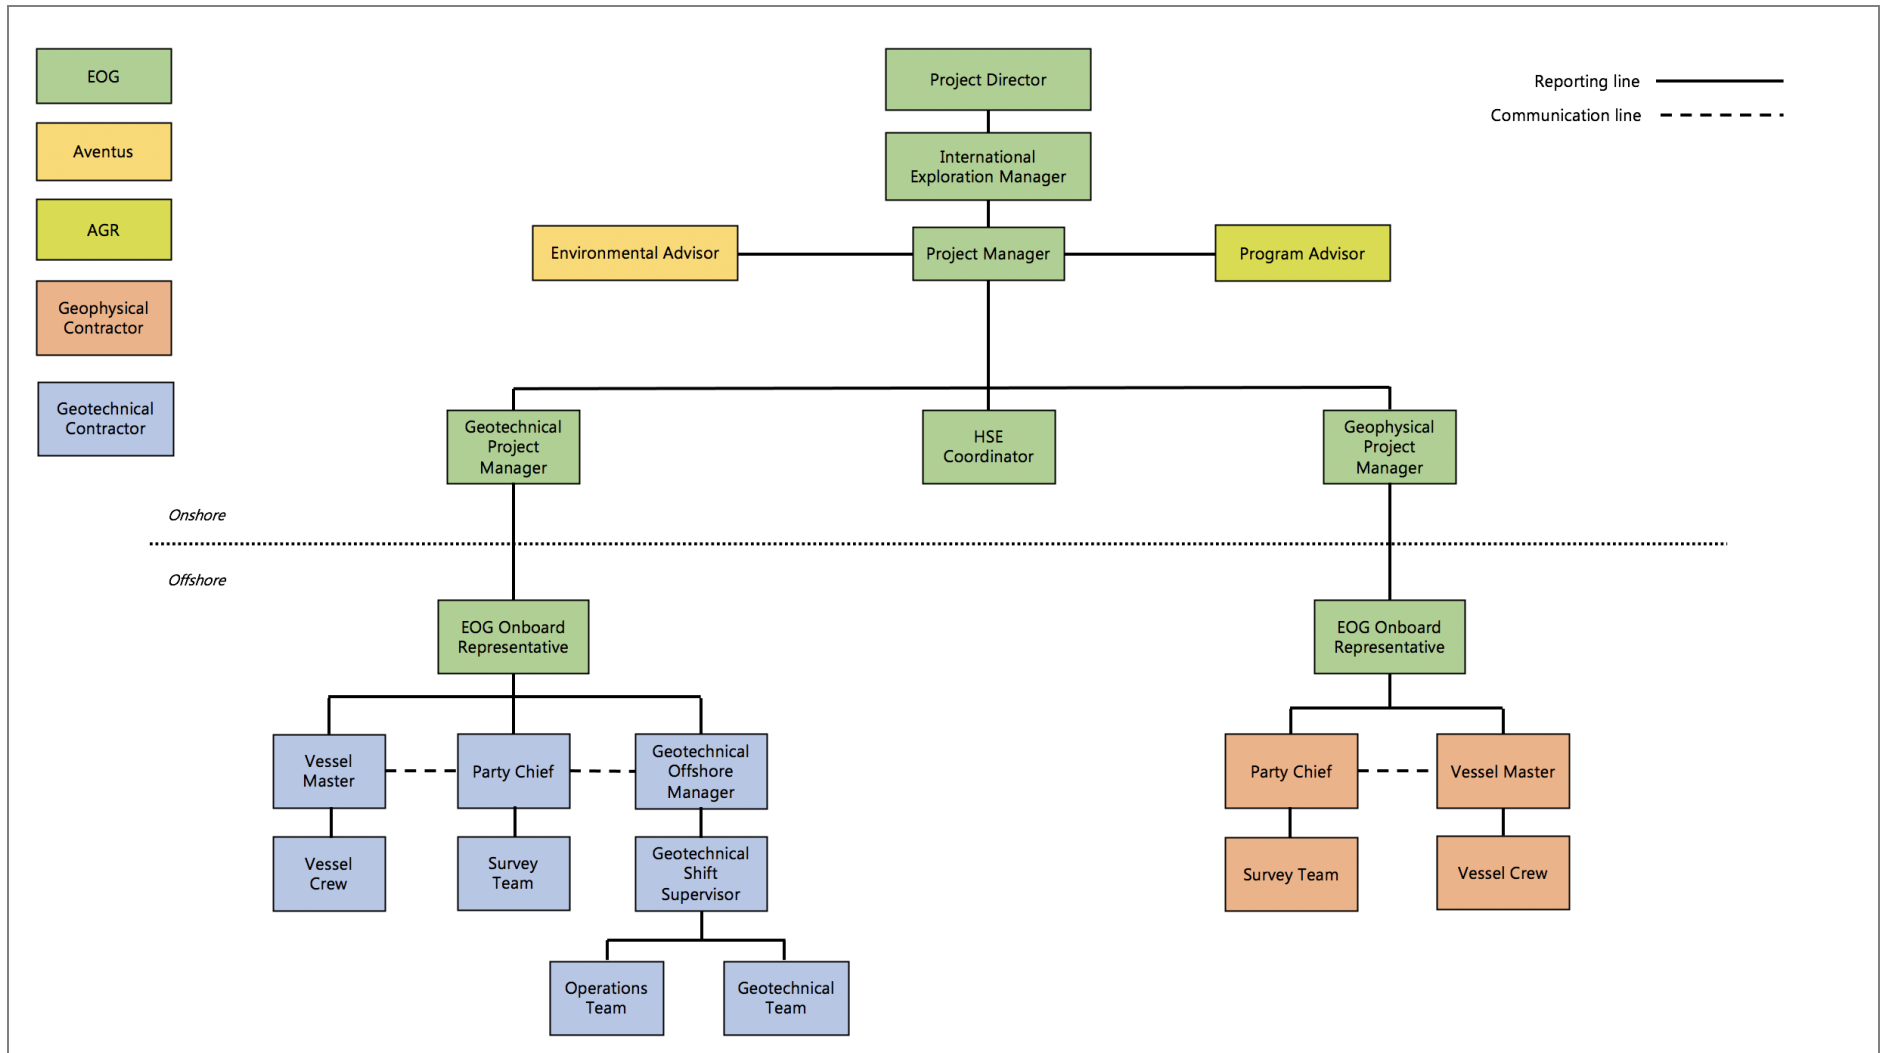 EOG
Aventus
AGR
Geophysical
Contractor
Geotechnical
Contractor
Reporting line
Communication line
Project Director
International
Exploration Manager
Environmental Advisor
Project Manager
Program Advisor
Geotechnical
Project
Manager
HSE
Coordinator
Geophysical
Project
Manager
Onshore
Offshore
EOG Onboard
Representative
EOG Onboard
Representative
Vessel
Master
Party Chief
Geotechnical
Offshore
Manager
Party Chief
Vessel Master
Vessel
Crew
Survey
Team
Geotechnical
Shift
Supervisor
Survey Team
Vessel Crew
Operations
Team
Geotechnical
Team